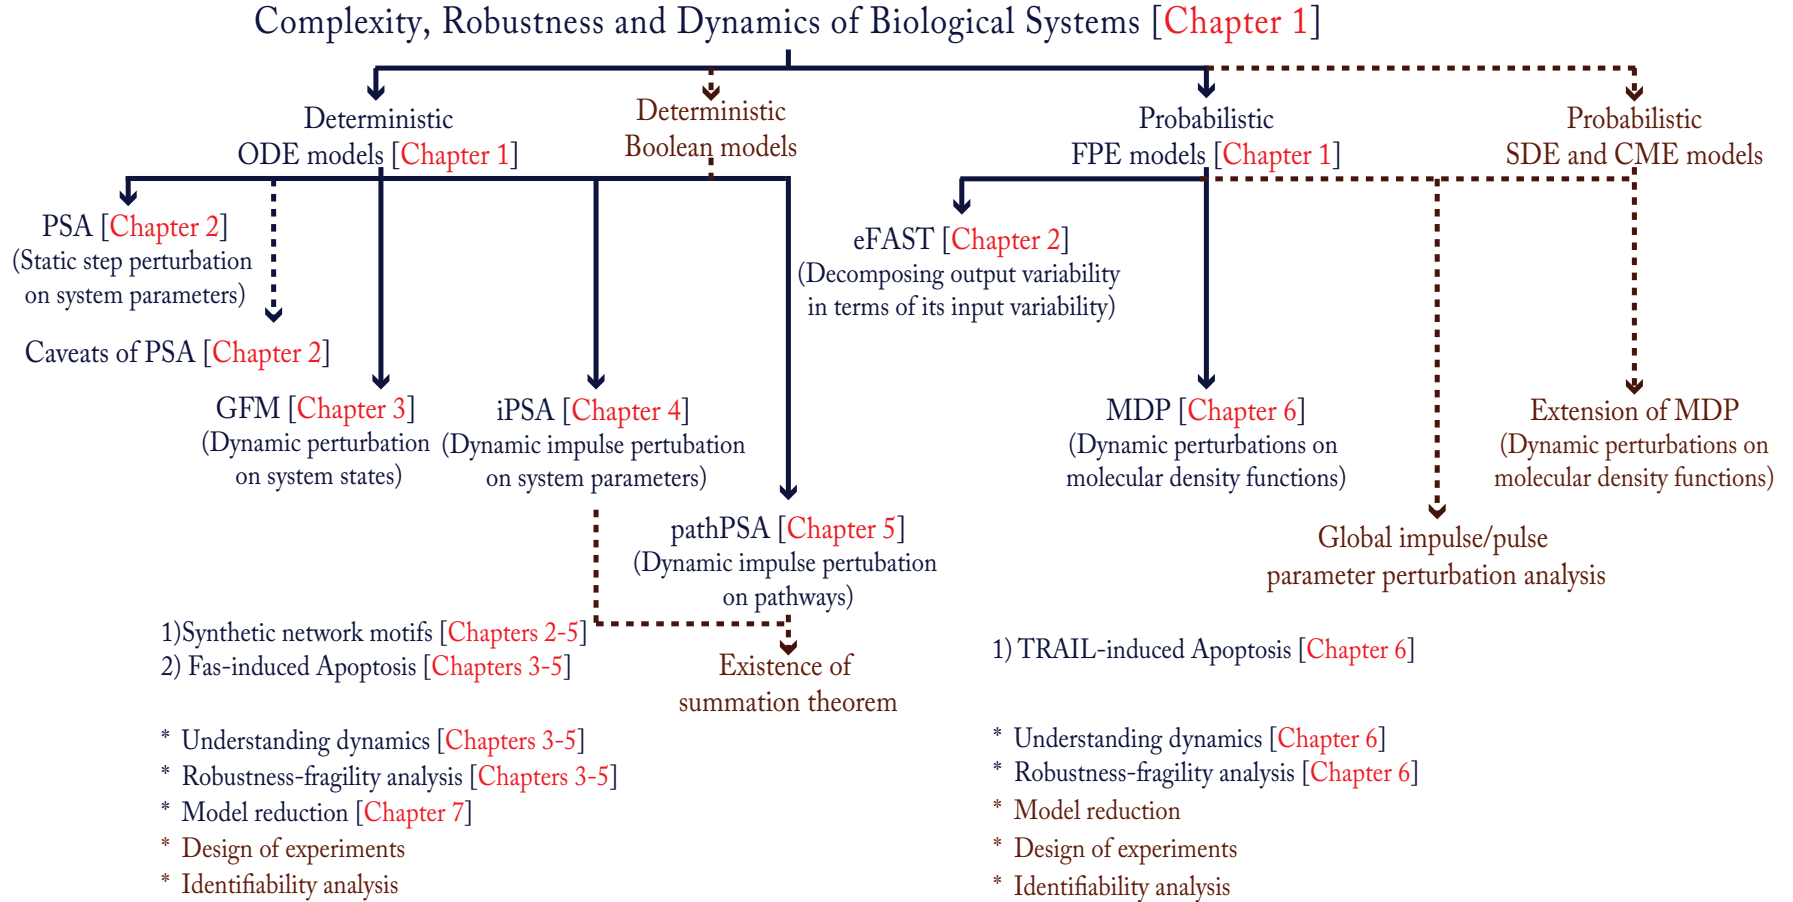 Complexity, Robustness and Dynamics of Biological Systems [Chapter 1]
Deterministic
ODE models [Chapter 1]
Deterministic
Boolean models
Probabilistic
FPE models [Chapter 1]
Probabilistic
SDE and CME models
PSA [Chapter 2]
(Static step perturbation
on system parameters)
Caveats of PSA [Chapter 2]
GFM [Chapter 3]
(Dynamic perturbation
on system states)
iPSA [Chapter 4]
(Dynamic impulse pertubation
on system parameters)
pathPSA [Chapter 5]
(Dynamic impulse pertubation
on pathways)
eFAST [Chapter 2]
(Decomposing output variability
in terms of its input variability)
MDP [Chapter 6]
(Dynamic perturbations on
molecular density functions)
Extension of MDP
(Dynamic perturbations on
molecular density functions)
Global impulse/pulse
parameter perturbation analysis
1)Synthetic network motifs [Chapters 2-5]
2) Fas-induced Apoptosis [Chapters 3-5]
Existence of
summation theorem
* Understanding dynamics [Chapters 3-5]
* Robustness-fragility analysis [Chapters 3-5]
* Model reduction [Chapter 7]
* Design of experiments
* Identifiability analysis
1) TRAIL-induced Apoptosis [Chapter 6]
* Understanding dynamics [Chapter 6]
* Robustness-fragility analysis [Chapter 6]
* Model reduction
* Design of experiments
* Identifiability analysis